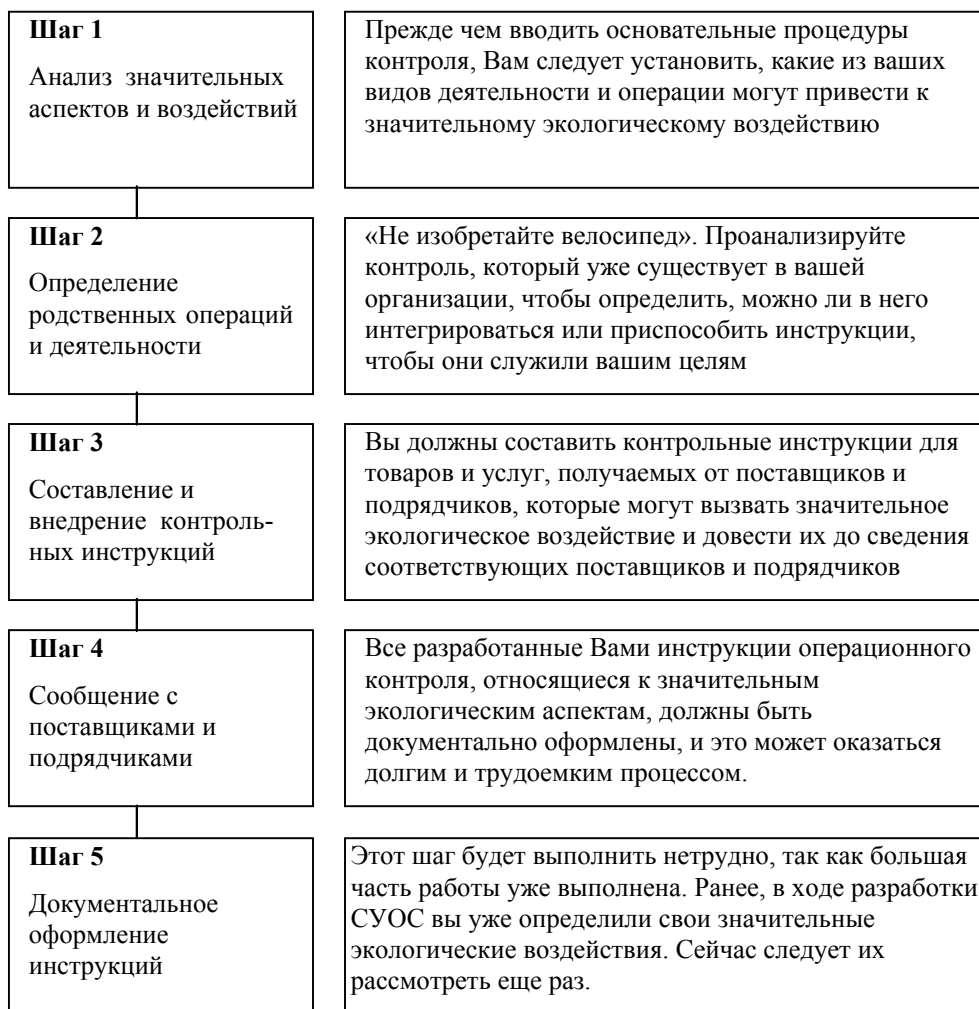 Шаг 1
Анализ значительных
аспектов и воздействий
Прежде чем вводить основательные процедуры
контроля, Вам следует установить, какие из ваших
видов деятельности и операции могут привести к
значительному экологическому воздействию
Шаг 2
Определение
родственных операций
и деятельности
«Не изобретайте велосипед». Проанализируйте
контроль, который уже существует в вашей
организации, чтобы определить, можно ли в него
интегрироваться или приспособить инструкции,
чтобы они служили вашим целям
Шаг 3
Составление и
внедрение контроль-
ных инструкций
Вы должны составить контрольные инструкции для
товаров и услуг, получаемых от поставщиков и
подрядчиков, которые могут вызвать значительное
экологическое воздействие и довести их до сведения
соответствующих поставщиков и подрядчиков
Шаг 4
Сообщение с
поставщиками и
подрядчиками
Все разработанные Вами инструкции операционного
контроля, относящиеся к значительным
экологическим аспектам, должны быть
документально оформлены, и это может оказаться
долгим и трудоемким процессом.
Шаг 5
Документальное
оформление
инструкций
Этот шаг будет выполнить нетрудно, так как большая
часть работы уже выполнена. Ранее, в ходе разработки
СУОС вы уже определили свои значительные
экологические воздействия. Сейчас следует их
рассмотреть еще раз.